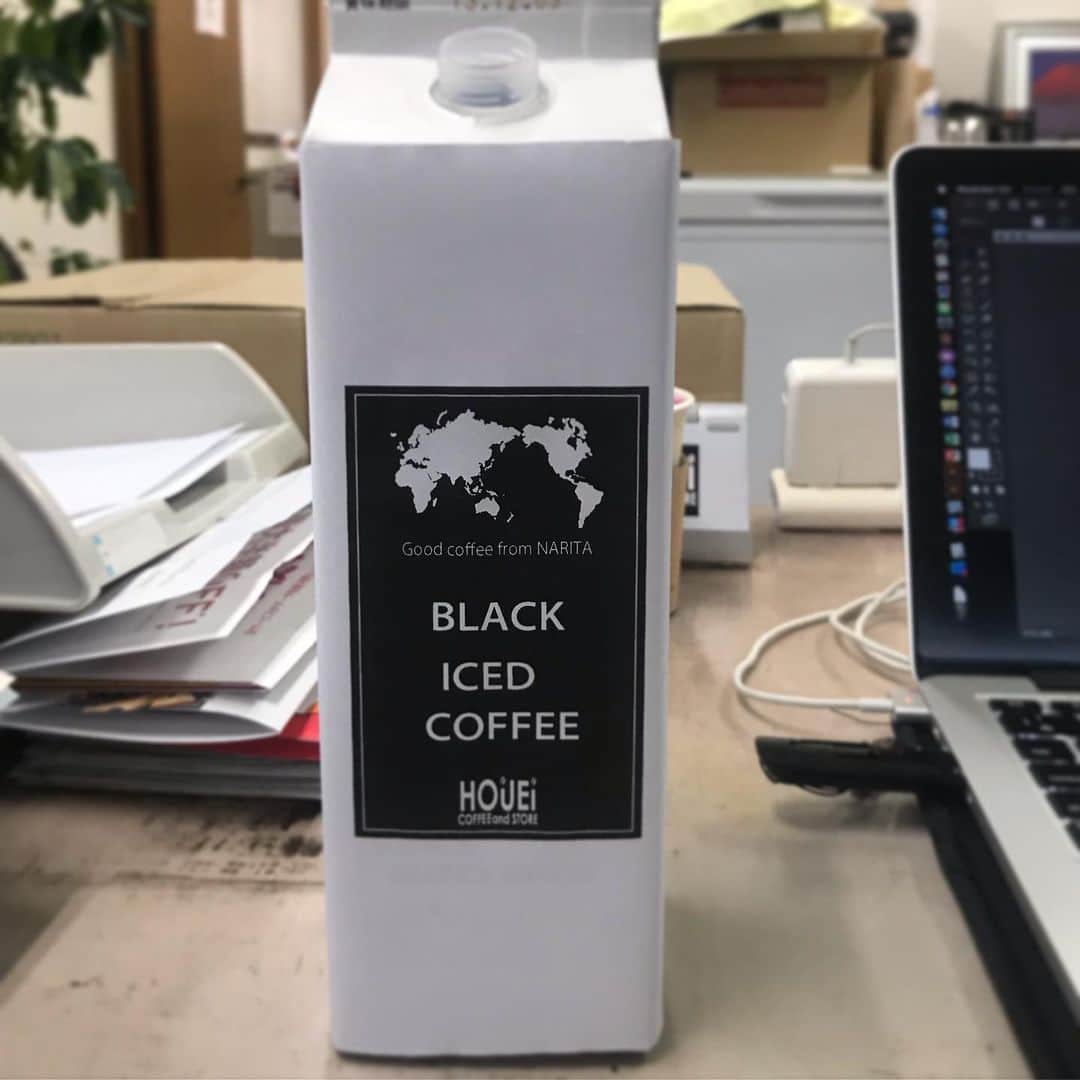 Good coffee from NARITA
BLACK
ICED
COFFEE
HOUEi
COFFEE and STORE